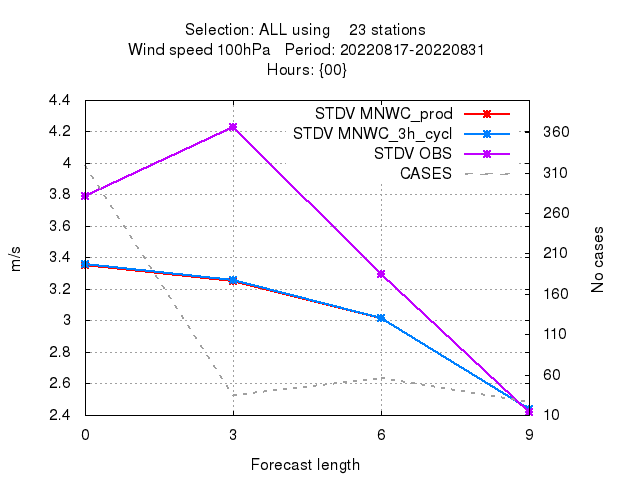 Selection: ALL using 23 stations
Wind speed 100hPa Period: 20220817-20220831
Hours: {00}
STDV MNWC_prod
STDV MNWC_3h_cycl
STDV OBS
CASES
4.4
4.2
4
3.8
3.6
3.4
3.2
3
2.8
2.6
2.4
m/s
360
310
260
210
160
110
60
10
No cases
0 3 6 9
Forecast length